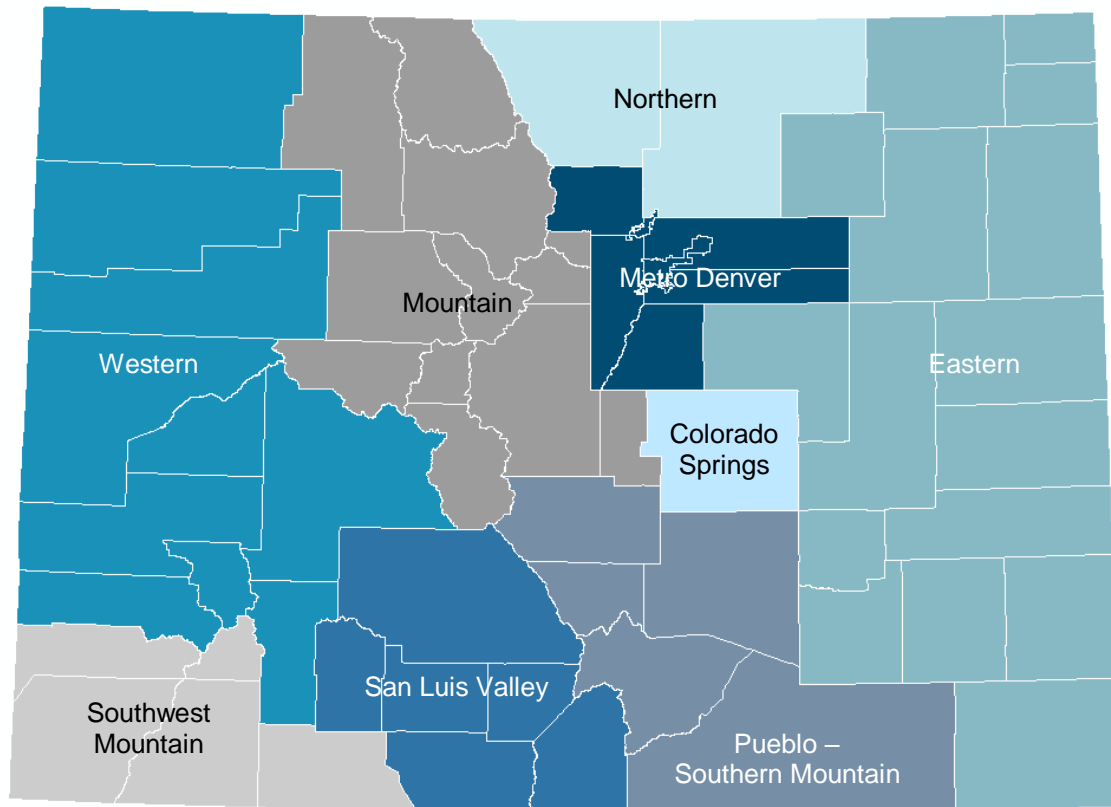 Northern
Metro Denver
Mountain
Western
Eastern
Colorado
Springs
San Luis Valley
Southwest
Mountain
Pueblo –
Southern Mountain